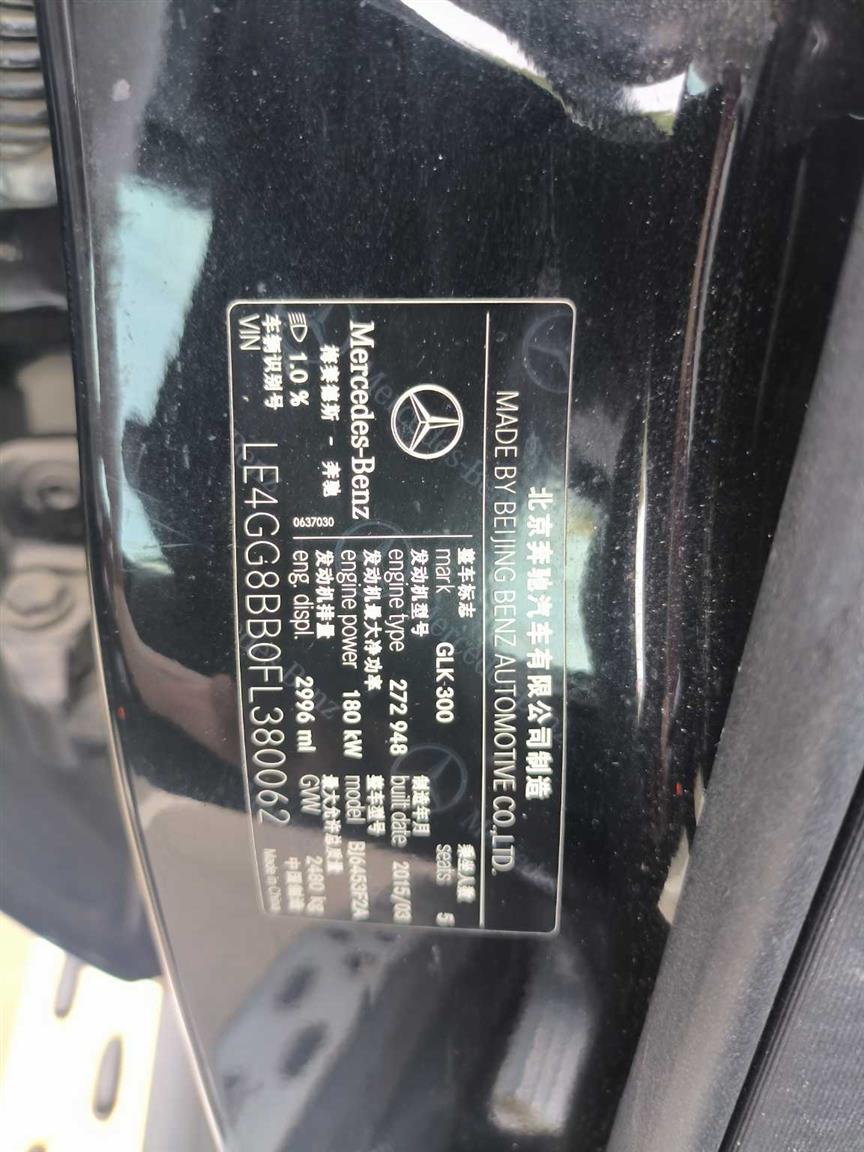 北京奔驰汽车有限公司制造
MADE BY BEIJING BENZ AUTOMOTIVE CO.,LTD.
整车标志
mark GLK 300
乘坐人数
seats 5
发动机型号
engine type 272 948
制造年月
built date 2015/03
Mercedes-Benz
发动机最大净功率
engine power 180 kW
整车型号
model BJ6453F2A
梅赛德斯 - 奔驰
发动机排量
eng. displ. 2996 ml
最大允许总质量
GVW 2480 kg
1.0 %
0637030
中国制造
Made in China
车辆识别号
VIN LE4GG8BB0FL380062